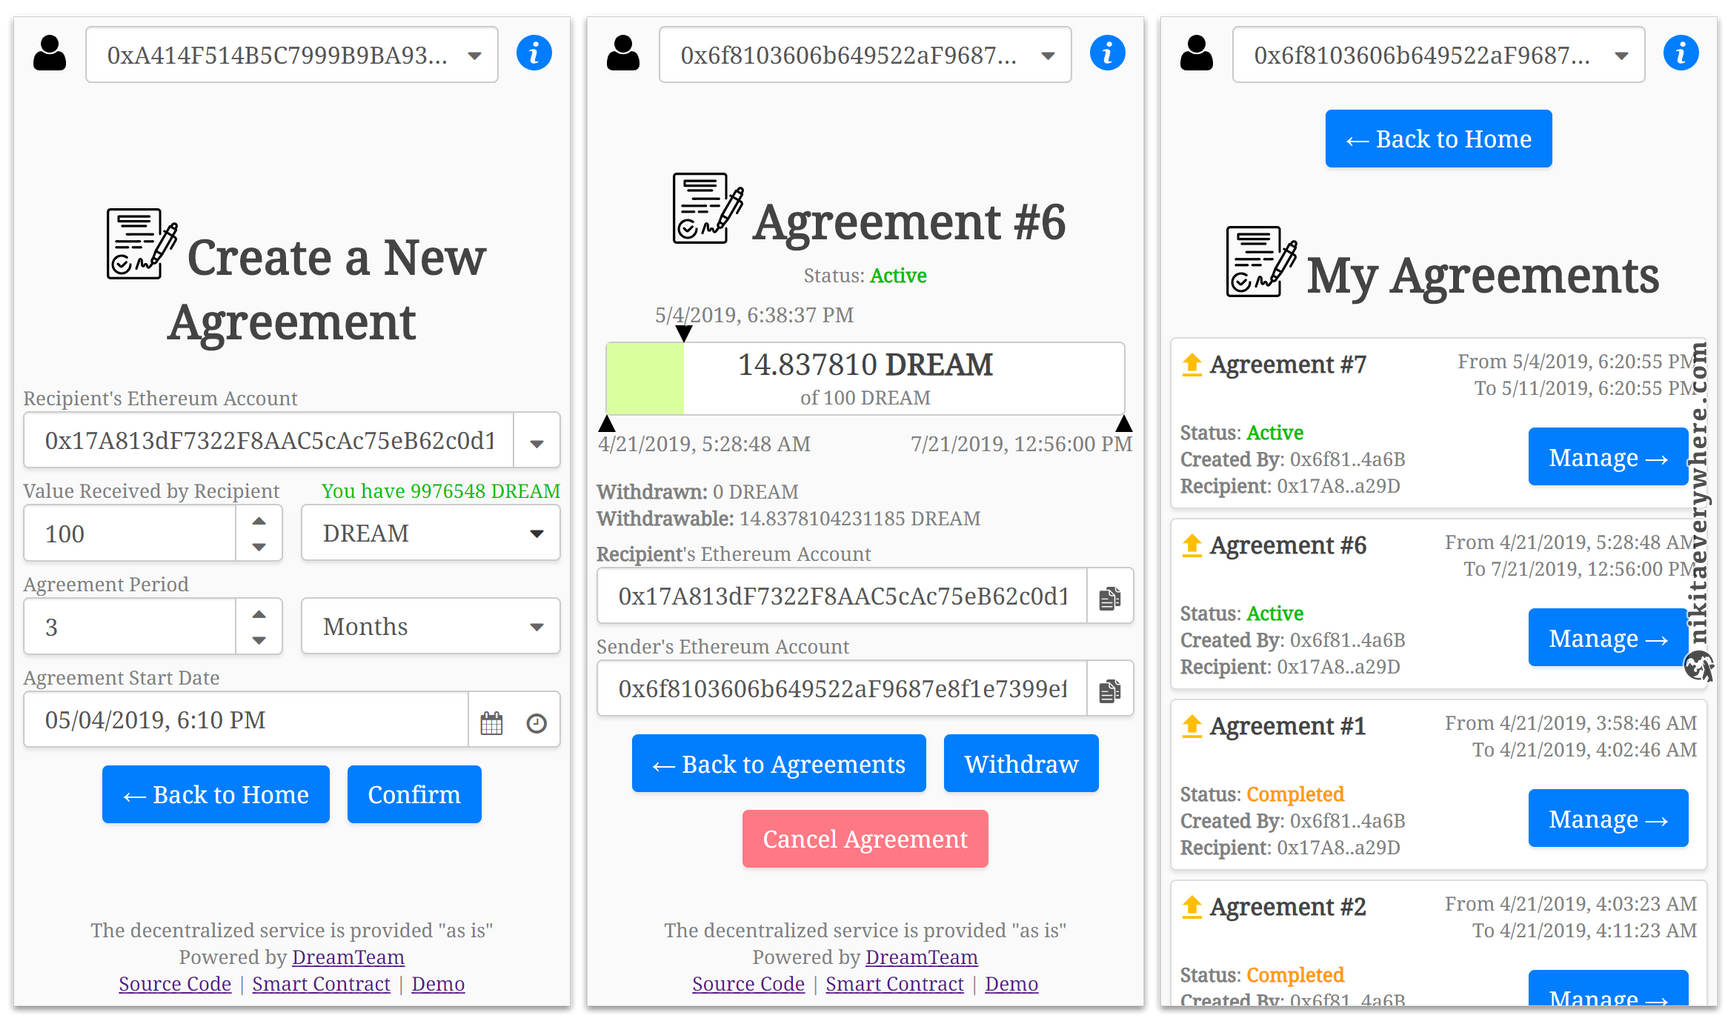 0xA414F514B5C7999B9BA93...
i
Create a New
Agreement
Recipient's Ethereum Account
0x17A813dF7322F8AAC5cAc75eB62c0d1
Value Received by Recipient
You have 9976548 DREAM
100
DREAM
Agreement Period
3
Months
Agreement Start Date
05/04/2019, 6:10 PM
← Back to Home
Confirm
The decentralized service is provided "as is"
Powered by DreamTeam
Source Code | Smart Contract | Demo
0x6f8103606b649522aF9687...
i
Agreement #6
Status: Active
5/4/2019, 6:38:37 PM
14.837810 DREAM
of 100 DREAM
4/21/2019, 5:28:48 AM
7/21/2019, 12:56:00 PM
Withdrawn: 0 DREAM
Withdrawable: 14.8378104231185 DREAM
Recipient's Ethereum Account
0x17A813dF7322F8AAC5cAc75eB62c0d1
Sender's Ethereum Account
0x6f8103606b649522aF9687e8f1e7399ef
← Back to Agreements
Withdraw
Cancel Agreement
The decentralized service is provided "as is"
Powered by DreamTeam
Source Code | Smart Contract | Demo
0x6f8103606b649522aF9687...
i
← Back to Home
My Agreements
Agreement #7
From 5/4/2019, 6:20:55 PM
To 5/11/2019, 6:20:55 PM
Status: Active
Created By: 0x6f81..4a6B
Recipient: 0x17A8..a29D
Manage →
Agreement #6
From 4/21/2019, 5:28:48 AM
To 7/21/2019, 12:56:00 PM
Status: Active
Created By: 0x6f81..4a6B
Recipient: 0x17A8..a29D
Manage →
Agreement #1
From 4/21/2019, 3:58:46 AM
To 4/21/2019, 4:02:46 AM
Status: Completed
Created By: 0x6f81..4a6B
Recipient: 0x17A8..a29D
Manage →
Agreement #2
From 4/21/2019, 4:03:23 AM
To 4/21/2019, 4:11:23 AM
Status: Completed
Created By: 0x6f81..4a6B
Manage →
nikitaeverywhere.com